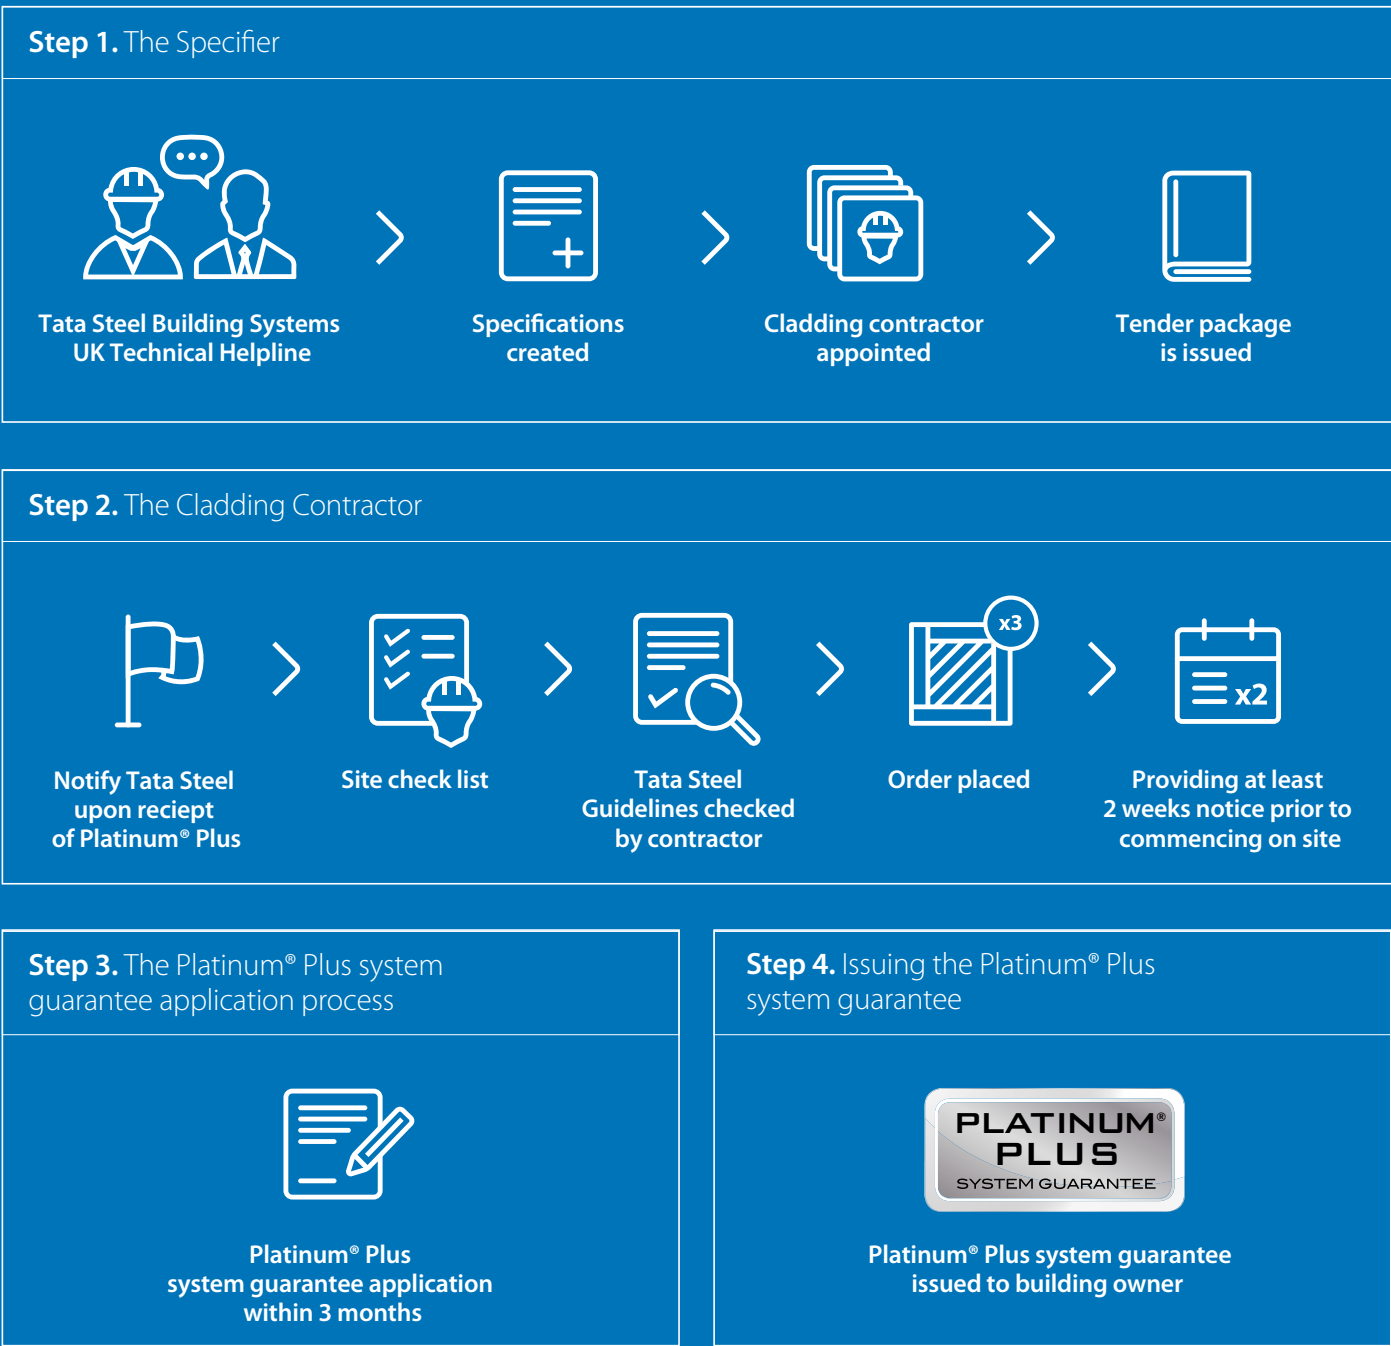 Step 1. The Specifier
Tata Steel Building Systems
UK Technical Helpline
Specifications
created
Cladding contractor
appointed
Tender package
is issued
Step 2. The Cladding Contractor
x3
x2
Notify Tata Steel
upon reciept
of Platinum® Plus
Site check list
Tata Steel
Guidelines checked
by contractor
Order placed
Providing at least
2 weeks notice prior to
commencing on site
Step 3. The Platinum® Plus system
guarantee application process
Platinum® Plus
system guarantee application
within 3 months
Step 4. Issuing the Platinum® Plus
system guarantee
PLATINUM®
PLUS
SYSTEM GUARANTEE
Platinum® Plus system guarantee
issued to building owner